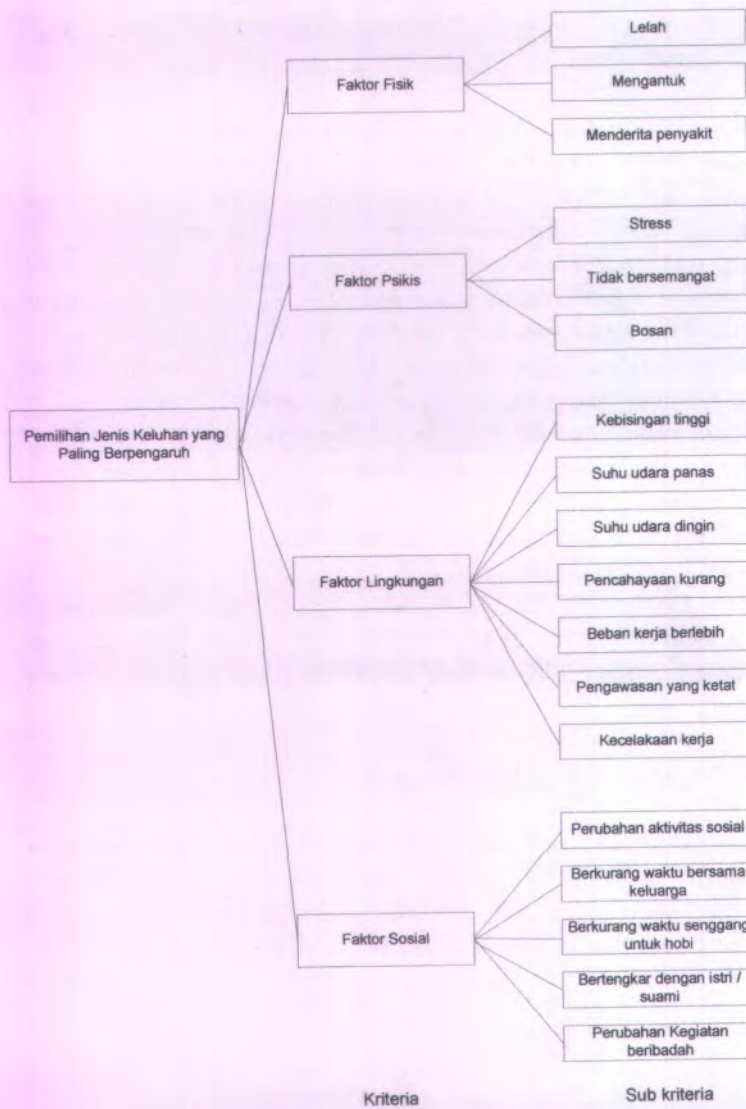 Pemilihan Jenis Keluhan yang
Paling Berpengaruh
Faktor Fisik
Lelah
Mengantuk
Menderita penyakit
Faktor Psikis
Stress
Tidak bersemangat
Bosan
Faktor Lingkungan
Kebisingan tinggi
Suhu udara panas
Suhu udara dingin
Pencahayaan kurang
Beban kerja berlebih
Pengawasan yang ketat
Kecelakaan kerja
Faktor Sosial
Perubahan aktivitas sosial
Berkurang waktu bersama
keluarga
Berkurang waktu senggang
untuk hobi
Bertengkar dengan istri /
suami
Perubahan Kegiatan
beribadah
Kriteria
Sub kriteria